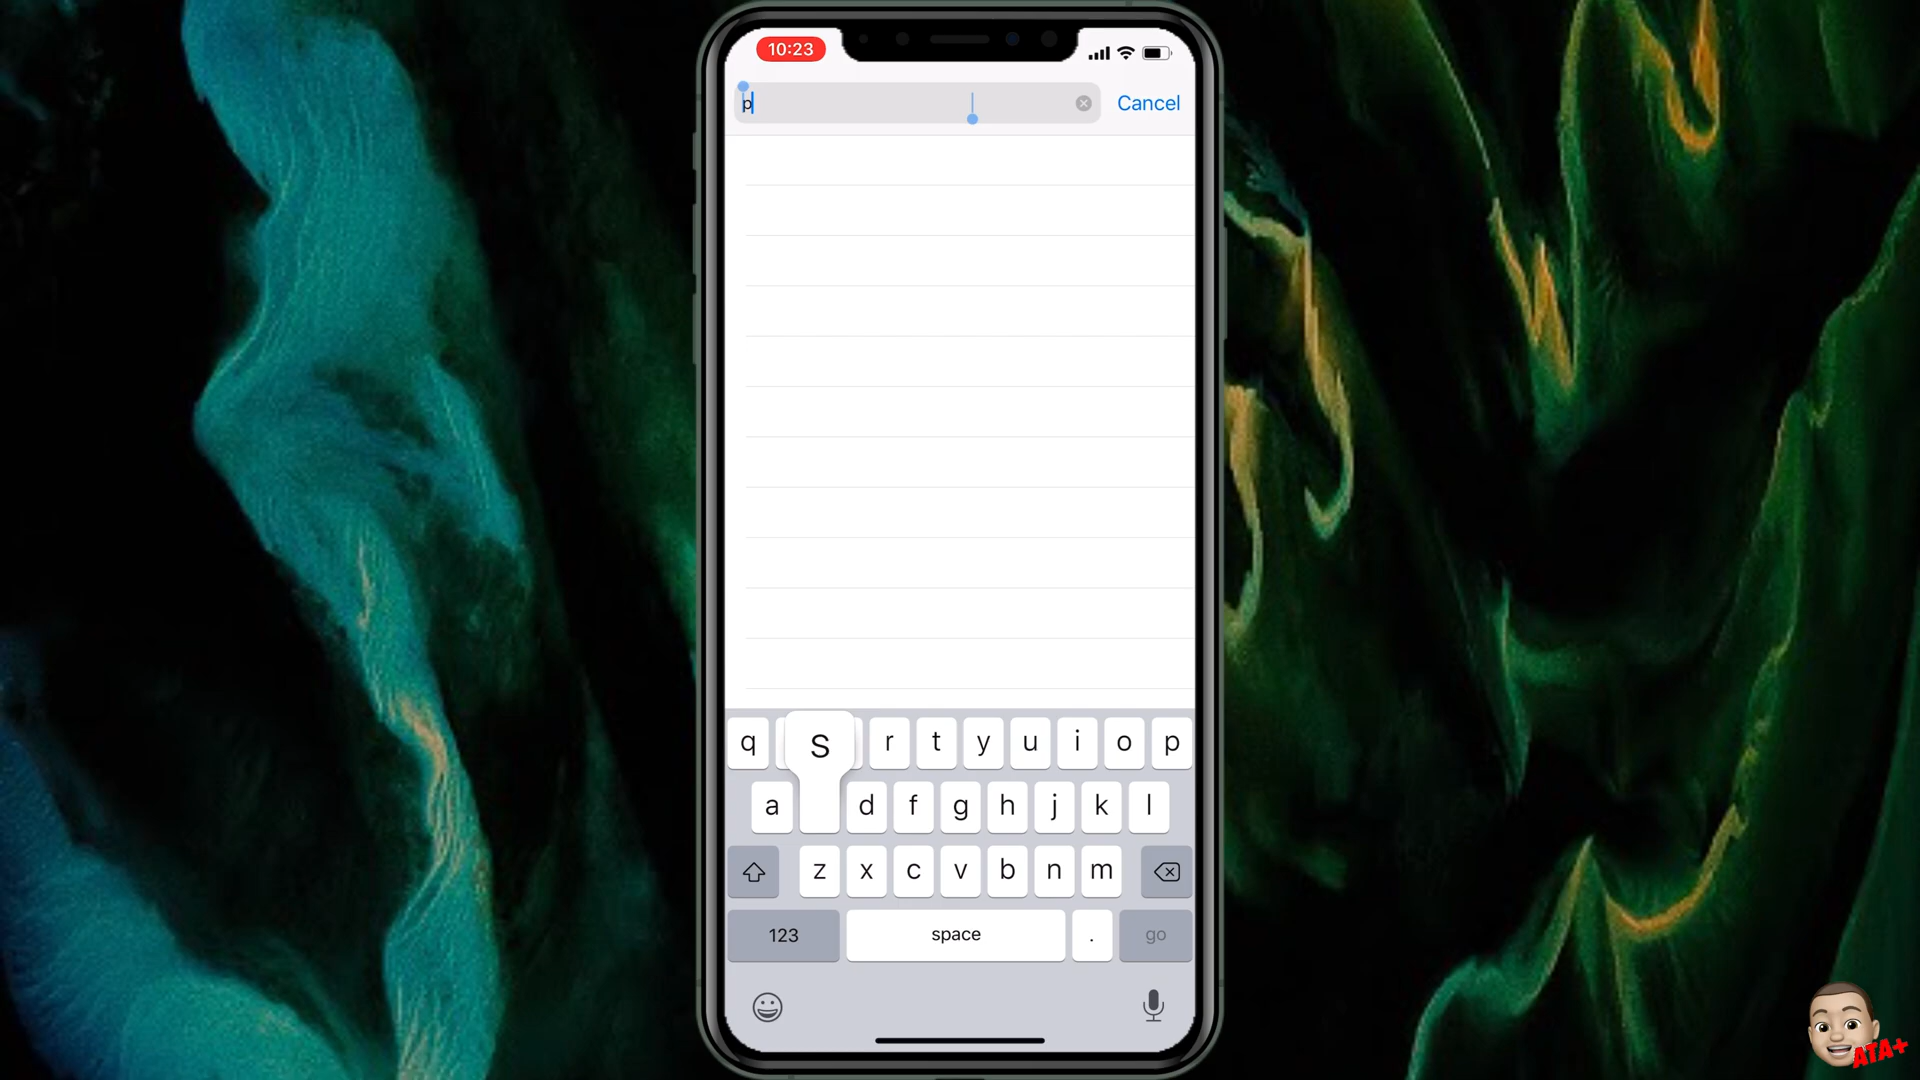 10:23
p
Cancel
q S r t y u i o p
a d f g h j k l
z x c v b n m
123 space . go
ATA+